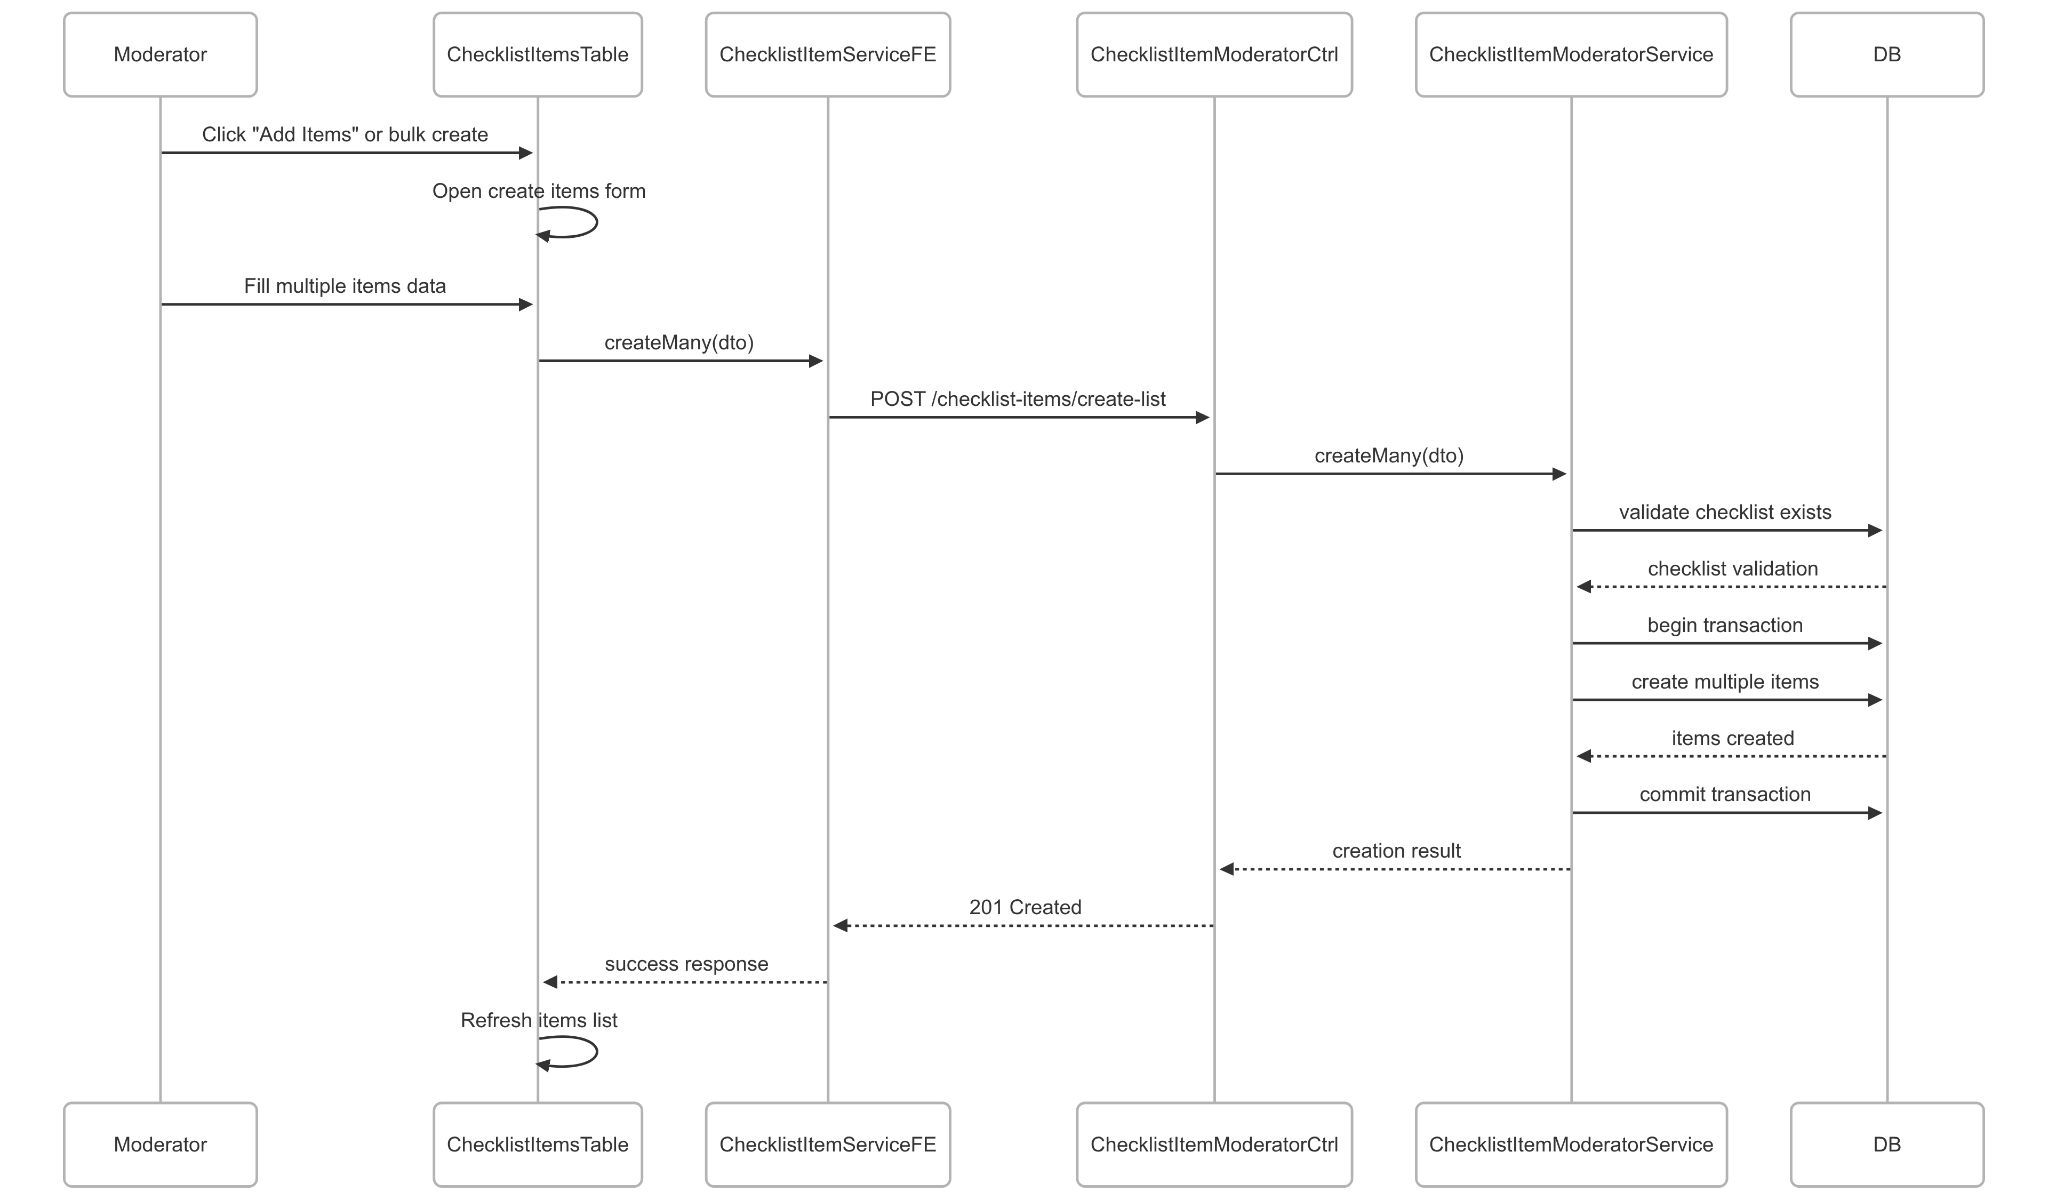 Moderator
ChecklistItemsTable
ChecklistItemServiceFE
ChecklistItemModeratorCtrl
ChecklistItemModeratorService
DB
Click "Add Items" or bulk create
Open create items form
Fill multiple items data
createMany(dto)
POST /checklist-items/create-list
createMany(dto)
validate checklist exists
checklist validation
begin transaction
create multiple items
items created
commit transaction
creation result
201 Created
success response
Refresh items list
Moderator
ChecklistItemsTable
ChecklistItemServiceFE
ChecklistItemModeratorCtrl
ChecklistItemModeratorService
DB